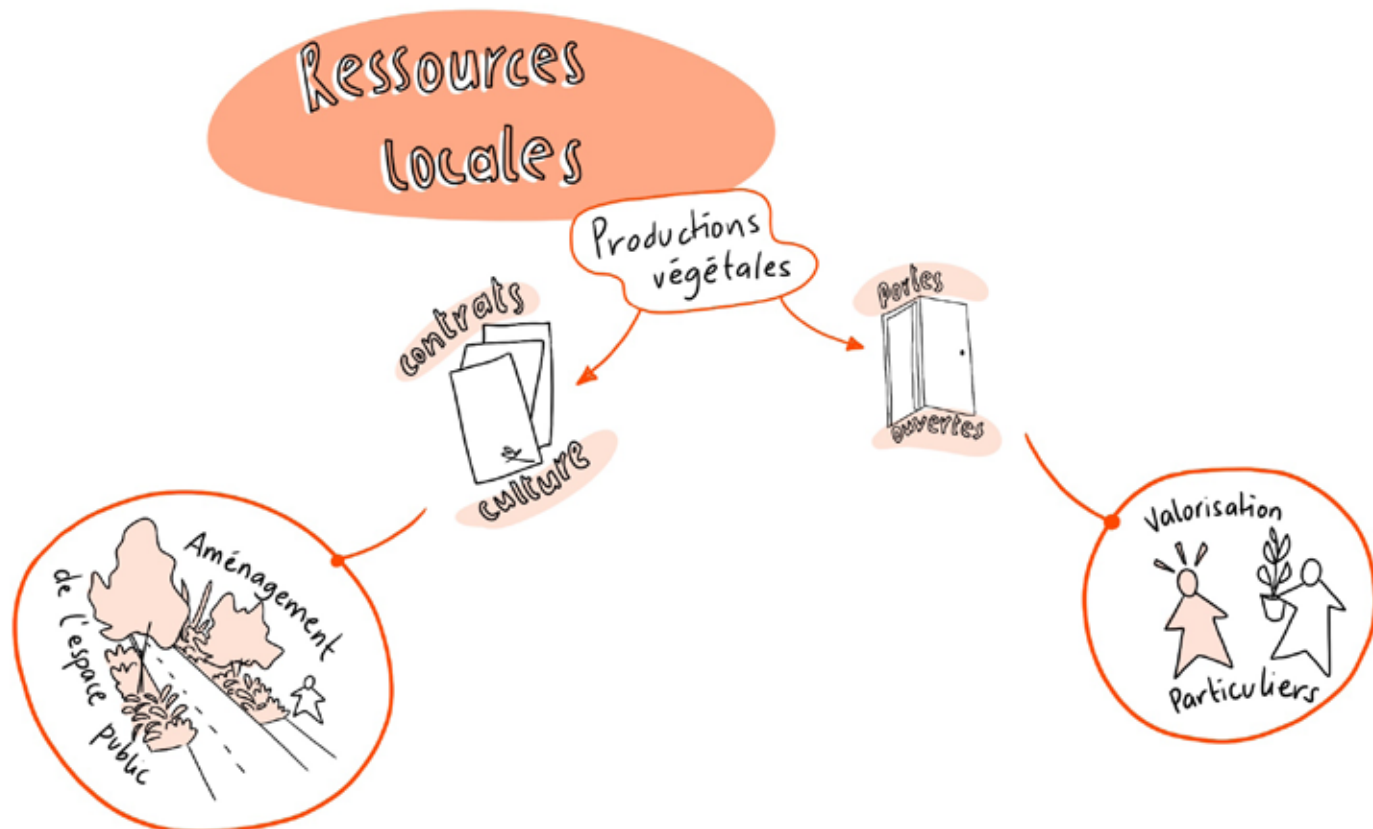 Ressources
locales
Productions
végétales
contrats
culture
portes
ouvertes
Aménagement
de l'espace public
Valorisation
Particuliers